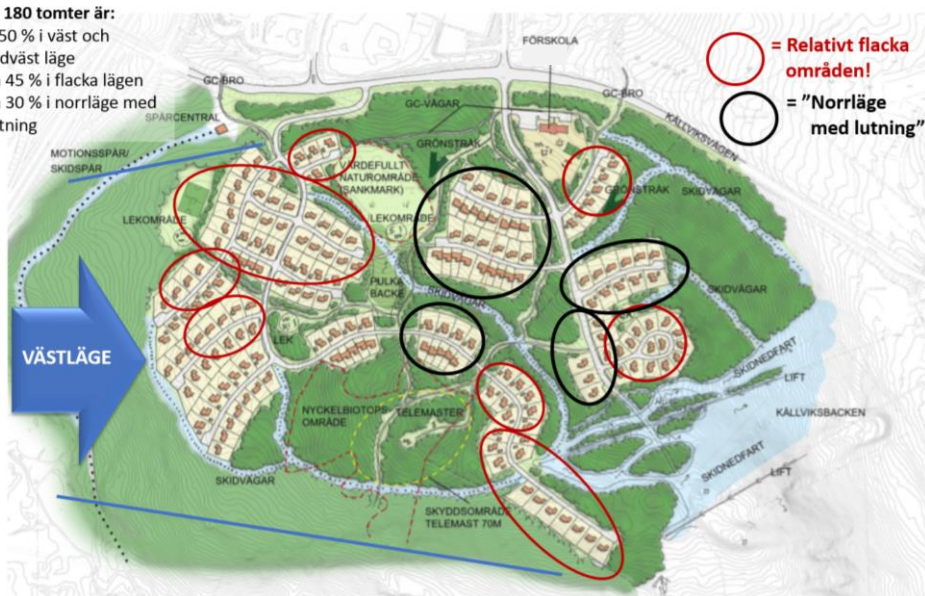 180 tomter är:
50 % i väst och
dväst läge
45 % i flacka lägen
30 % i norrläge med
tning
= Relativt flacka
områden!
= "Norrläge
med lutning"
FÖRSKOLA
GC-BRO
GC-BRO
GC-VÄGAR
SPÅRCENTRAL
KÄLLVIKSVÄGEN
MOTIONSSPÅR/
SKIDSPÅR
GRÖNSTRÅK
VÄRDEFULLT
NATUROMRÅDE
(SANKMARK)
GRÖNSTRÅK
SKIDVÄGAR
LEKOMRÅDE
LEKOMRÅDE
PULKA
BACKE
SKIDVÄGAR
SKIDVÄGAR
VÄSTLÄGE
LEK
SKIDNEDFART
LIFT
NYCKELBIOTOPS-
OMRÅDE
TELEMASTER
KÄLLVIKSBACKEN
SKIDNEDFART
LIFT
SKIDVÄGAR
SKYDDSOMRÅDE
TELEMAST 70M